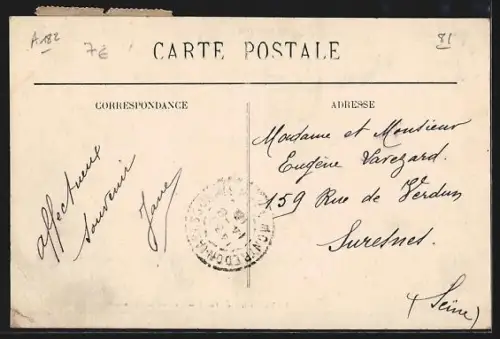 A182
7E
81
CARTE POSTALE
CORRESPONDANCE
ADRESSE
affectueux
souvenir
Jane
Madame et Monsieur
Eugène Varezard.
159 Rue de Verdun
Suresnes.
(Seine)